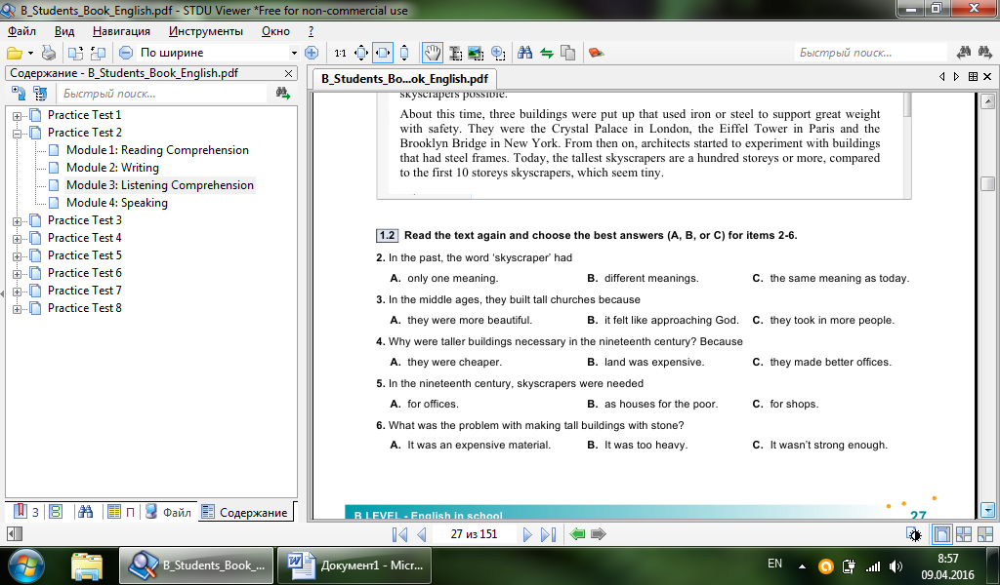 B_Students_Book_English.pdf - STDU Viewer *Free for non-commercial use
Файл Вид Навигация Инструменты Окно ?
По ширине
1:1
Быстрый поиск...
Содержание - B_Students_Book_English.pdf
Быстрый поиск...
Practice Test 1
Practice Test 2
Module 1: Reading Comprehension
Module 2: Writing
Module 3: Listening Comprehension
Module 4: Speaking
Practice Test 3
Practice Test 4
Practice Test 5
Practice Test 6
Practice Test 7
Practice Test 8
З П Файл Содержание
B_Students_Bo...ok_English.pdf
skyscrapers possible.
About this time, three buildings were put up that used iron or steel to support great weight
with safety. They were the Crystal Palace in London, the Eiffel Tower in Paris and the
Brooklyn Bridge in New York. From then on, architects started to experiment with buildings
that had steel frames. Today, the tallest skyscrapers are a hundred storeys or more, compared
to the first 10 storeys skyscrapers, which seem tiny.
1.2 Read the text again and choose the best answers (A, B, or C) for items 2-6.
2. In the past, the word ‘skyscraper’ had
A. only one meaning. B. different meanings. C. the same meaning as today.
3. In the middle ages, they built tall churches because
A. they were more beautiful. B. it felt like approaching God. C. they took in more people.
4. Why were taller buildings necessary in the nineteenth century? Because
A. they were cheaper. B. land was expensive. C. they made better offices.
5. In the nineteenth century, skyscrapers were needed
A. for offices. B. as houses for the poor. C. for shops.
6. What was the problem with making tall buildings with stone?
A. It was an expensive material. B. It was too heavy. C. It wasn't strong enough.
B LEVEL - English in school 27
27 из 151
B_Students_Book_... Документ1 - Micr... EN 8:57
09.04.2016